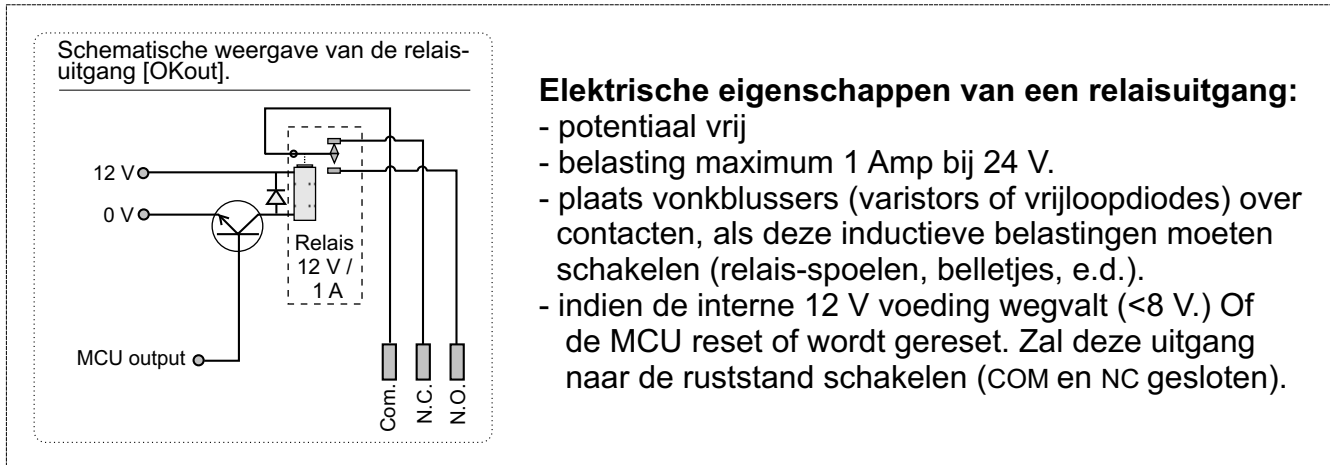 Schematische weergave van de relais-
uitgang [OKout].
12 V
0 V
Relais
12 V /
1 A
MCU output
Com.
N.C.
N.O.
Elektrische eigenschappen van een relaisuitgang:
- potentiaal vrij
- belasting maximum 1 Amp bij 24 V.
- plaats vonkblussers (varistors of vrijloopdiodes) over
contacten, als deze inductieve belastingen moeten
schakelen (relais-spoelen, belletjes, e.d.).
- indien de interne 12 V voeding wegvalt (<8 V.) Of
de MCU reset of wordt gereset. Zal deze uitgang
naar de ruststand schakelen (COM en NC gesloten).